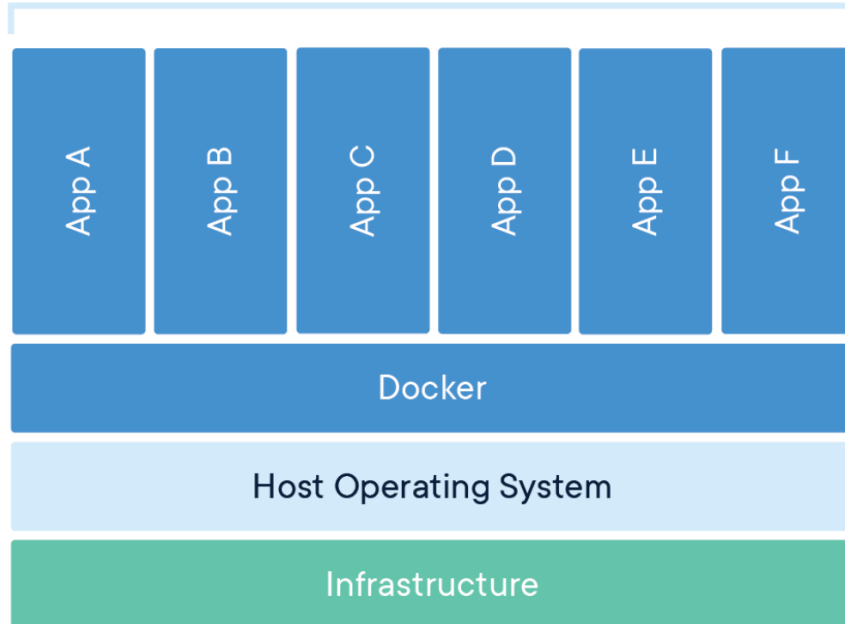 App A
App B
App C
App D
App E
App F
Docker
Host Operating System
Infrastructure